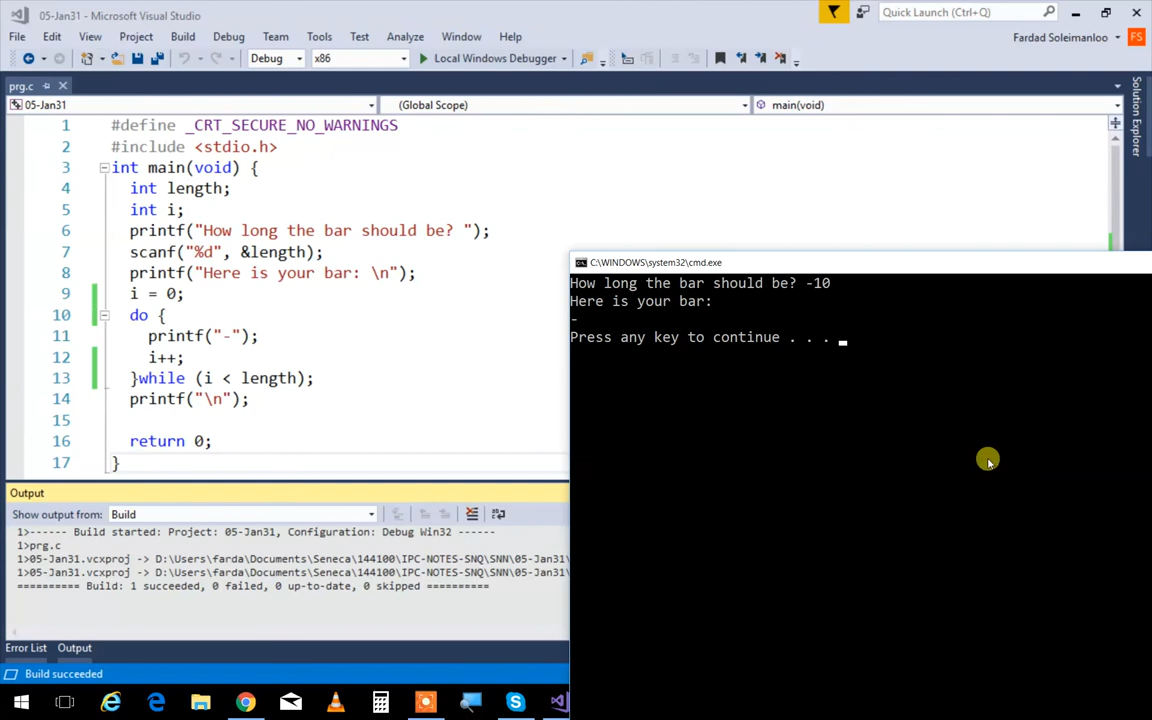 05-Jan31 - Microsoft Visual Studio
Quick Launch (Ctrl+Q)
File Edit View Project Build Debug Team Tools Test Analyze Window Help
Fardad Soleimanloo FS
Debug x86 Local Windows Debugger
prg.c
05-Jan31 (Global Scope) main(void)
Solution Explorer
1 #define _CRT_SECURE_NO_WARNINGS
2 #include <stdio.h>
3 int main(void) {
4 int length;
5 int i;
6 printf("How long the bar should be? ");
7 scanf("%d", &length);
8 printf("Here is your bar: \n");
9 i = 0;
10 do {
11 printf("-");
12 i++;
13 }while (i < length);
14 printf("\n");
15
16 return 0;
17 }
C:\WINDOWS\system32\cmd.exe
How long the bar should be? -10
Here is your bar:
-
Press any key to continue . . .
Output
Show output from: Build
1>------ Build started: Project: 05-Jan31, Configuration: Debug Win32 ------
1>prg.c
1>05-Jan31.vcxproj -> D:\Users\farda\Documents\Seneca\144100\IPC-NOTES-SNQ\SNN\05-Jan31\
1>05-Jan31.vcxproj -> D:\Users\farda\Documents\Seneca\144100\IPC-NOTES-SNQ\SNN\05-Jan31\
========== Build: 1 succeeded, 0 failed, 0 up-to-date, 0 skipped ==========
Error List Output
Build succeeded